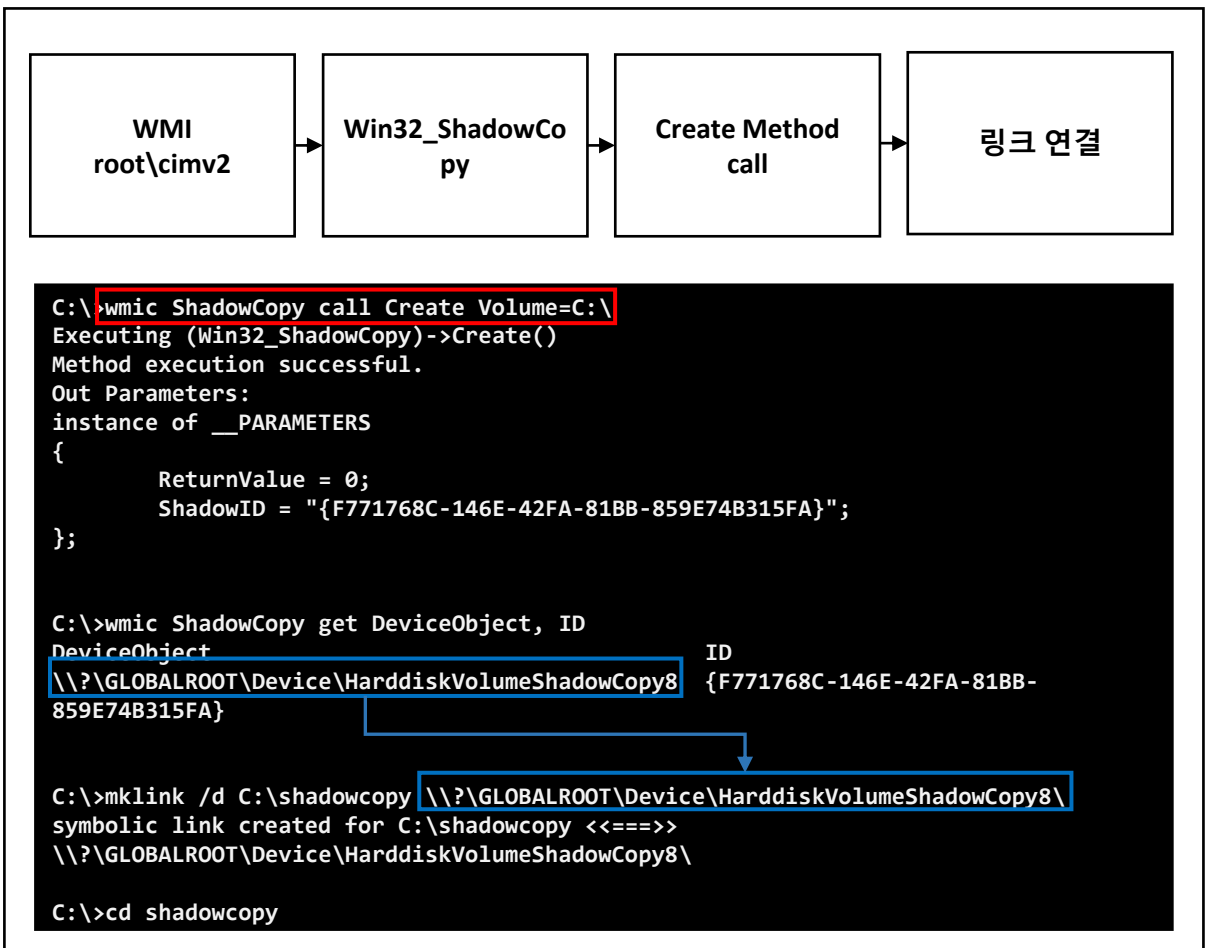 WMI
root\cimv2
Win32_ShadowCo
py
Create Method
call
링크 연결
C:\>wmic ShadowCopy call Create Volume=C:\
Executing (Win32_ShadowCopy)->Create()
Method execution successful.
Out Parameters:
instance of __PARAMETERS
{
        ReturnValue = 0;
        ShadowID = "{F771768C-146E-42FA-81BB-859E74B315FA}";
};
C:\>wmic ShadowCopy get DeviceObject, ID
DeviceObject                                    ID
\\?\GLOBALROOT\Device\HarddiskVolumeShadowCopy8  {F771768C-146E-42FA-81BB-
859E74B315FA}
C:\>mklink /d C:\shadowcopy \\?\GLOBALROOT\Device\HarddiskVolumeShadowCopy8\
symbolic link created for C:\shadowcopy <<===>>
\\?\GLOBALROOT\Device\HarddiskVolumeShadowCopy8\
C:\>cd shadowcopy